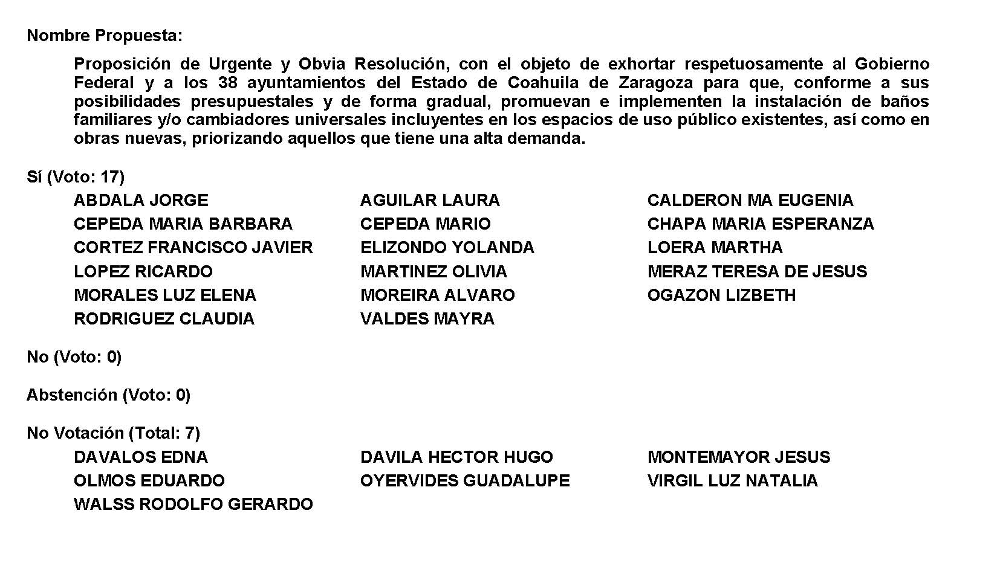 Nombre Propuesta:
Proposición de Urgente y Obvia Resolución, con el objeto de exhortar respetuosamente al Gobierno
Federal y a los 38 ayuntamientos del Estado de Coahuila de Zaragoza para que, conforme a sus
posibilidades presupuestales y de forma gradual, promuevan e implementen la instalación de baños
familiares y/o cambiadores universales incluyentes en los espacios de uso público existentes, así como en
obras nuevas, priorizando aquellos que tiene una alta demanda.
Sí (Voto: 17)
ABDALA JORGE AGUILAR LAURA CALDERON MA EUGENIA
CEPEDA MARIA BARBARA CEPEDA MARIO CHAPA MARIA ESPERANZA
CORTEZ FRANCISCO JAVIER ELIZONDO YOLANDA LOERA MARTHA
LOPEZ RICARDO MARTINEZ OLIVIA MERAZ TERESA DE JESUS
MORALES LUZ ELENA MOREIRA ALVARO OGAZON LIZBETH
RODRIGUEZ CLAUDIA VALDES MAYRA
No (Voto: 0)
Abstención (Voto: 0)
No Votación (Total: 7)
DAVALOS EDNA DAVILA HECTOR HUGO MONTEMAYOR JESUS
OLMOS EDUARDO OYERVIDES GUADALUPE VIRGIL LUZ NATALIA
WALSS RODOLFO GERARDO